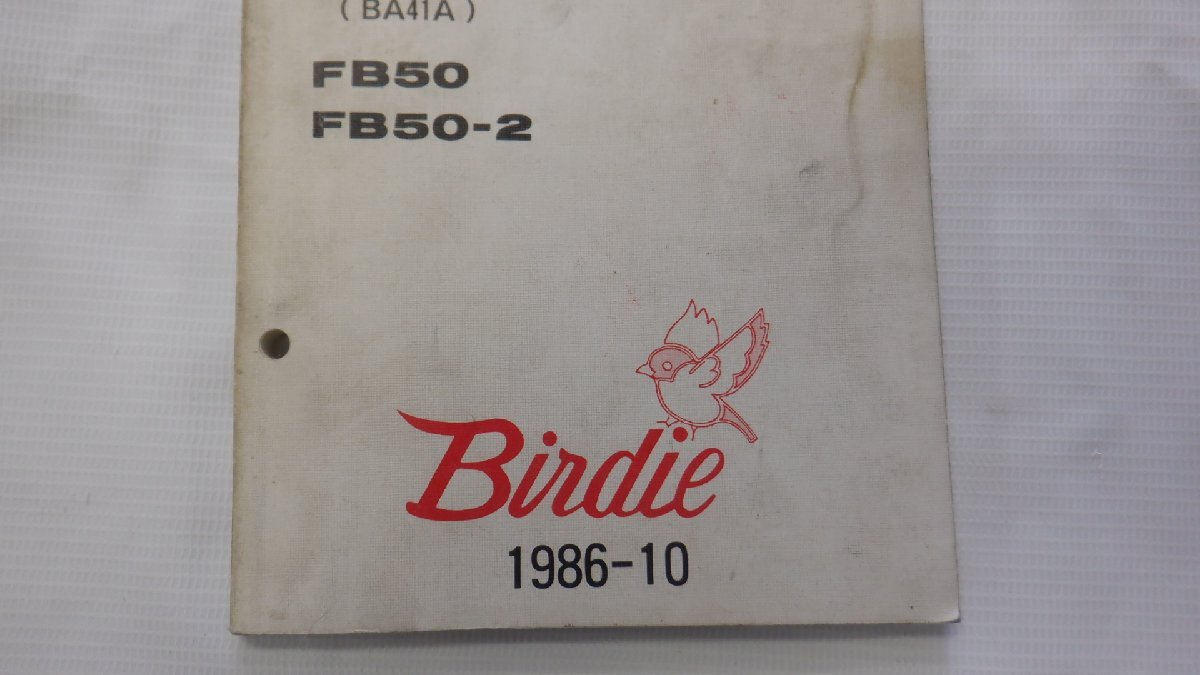 ( BA41A )
FB50
FB50-2
Birdie
1986-10